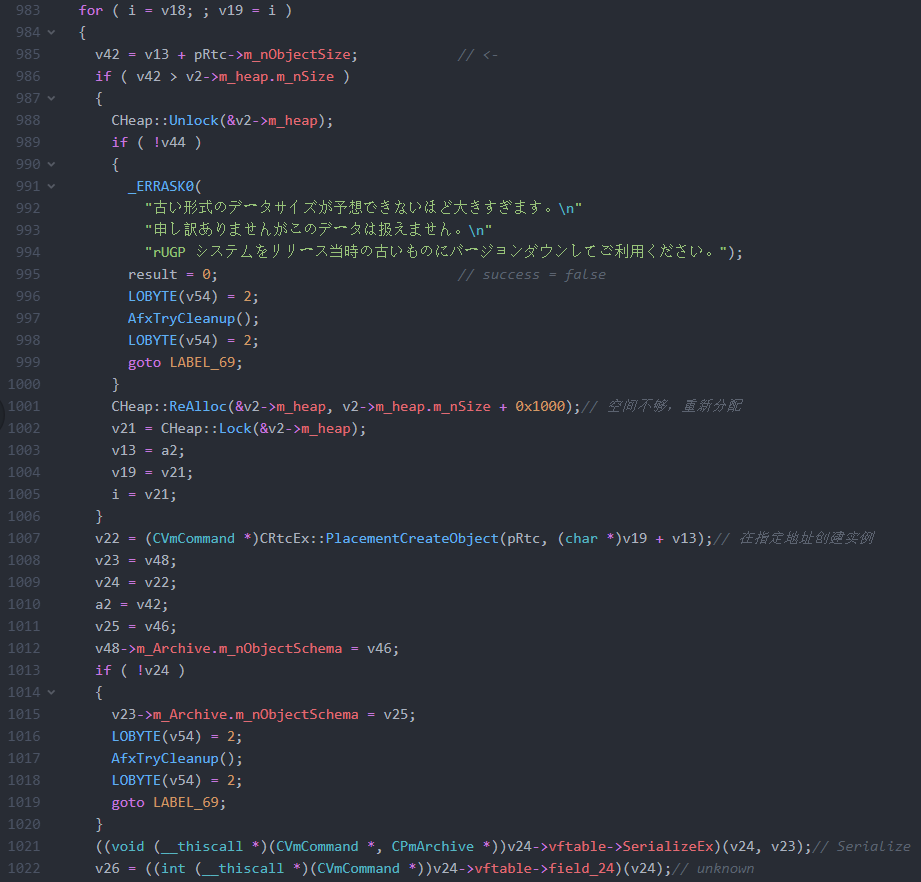 983 for ( i = v18; ; v19 = i )
984 {
985 v42 = v13 + pRtc->m_nObjectSize; // <-
986 if ( v42 > v2->m_heap.m_nSize )
987 {
988 CHeap::Unlock(&v2->m_heap);
989 if ( !v44 )
990 {
991 _ERRASK0(
992 "古い形式のデータサイズが予想できないほど大きすぎます。\n"
993 "申し訳ありませんがこのデータは扱えません。\n"
994 "rUGP システムをリリース当時の古いものにバージョンダウンしてご利用ください。");
995 result = 0; // success = false
996 LOBYTE(v54) = 2;
997 AfxTryCleanup();
998 LOBYTE(v54) = 2;
999 goto LABEL_69;
1000 }
1001 CHeap::ReAlloc(&v2->m_heap, v2->m_heap.m_nSize + 0x1000);// 空间不够，重新分配
1002 v21 = CHeap::Lock(&v2->m_heap);
1003 v13 = a2;
1004 v19 = v21;
1005 i = v21;
1006 }
1007 v22 = (CVmCommand *)CRtcEx::PlacementCreateObject(pRtc, (char *)v19 + v13);// 在指定地址创建实例
1008 v23 = v48;
1009 v24 = v22;
1010 a2 = v42;
1011 v25 = v46;
1012 v48->m_Archive.m_nObjectSchema = v46;
1013 if ( !v24 )
1014 {
1015 v23->m_Archive.m_nObjectSchema = v25;
1016 LOBYTE(v54) = 2;
1017 AfxTryCleanup();
1018 LOBYTE(v54) = 2;
1019 goto LABEL_69;
1020 }
1021 ((void (__thiscall *)(CVmCommand *, CPmArchive *))v24->vftable->SerializeEx)(v24, v23);// Serialize
1022 v26 = ((int (__thiscall *)(CVmCommand *))v24->vftable->field_24)(v24);// unknown